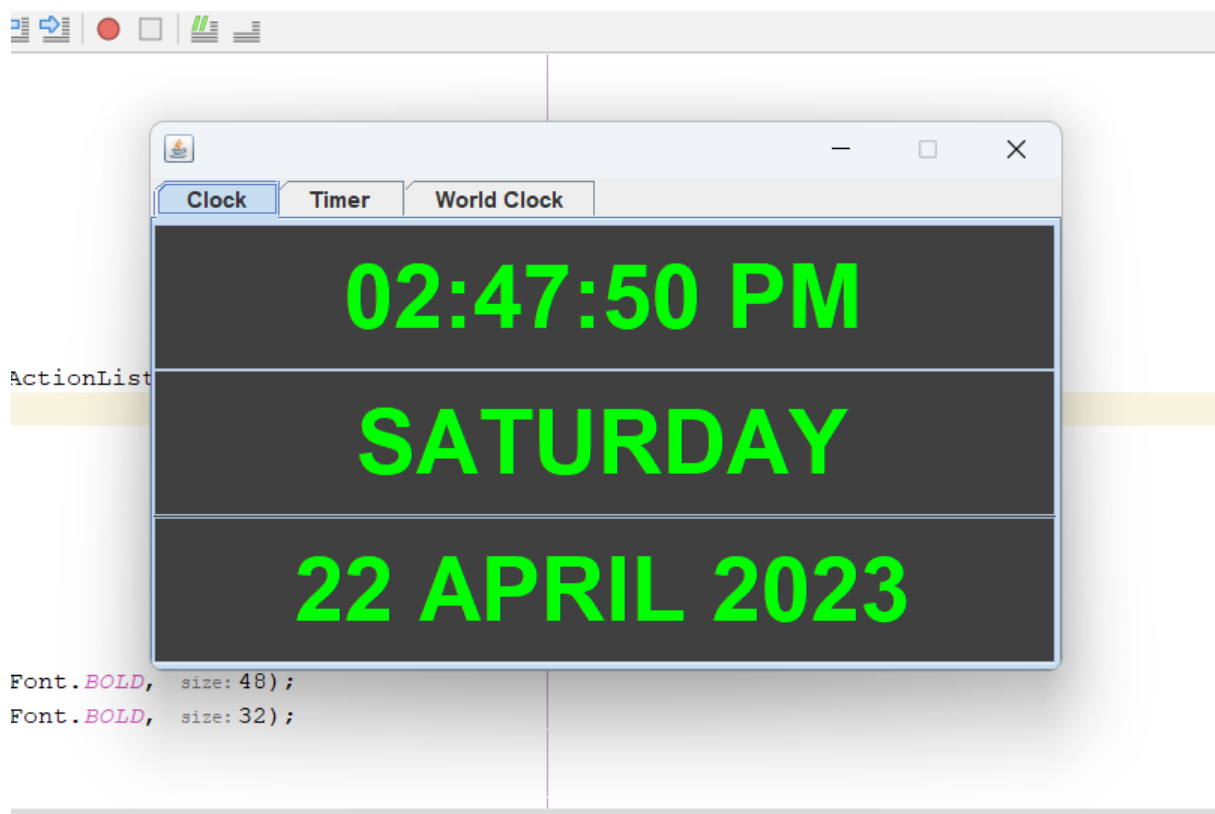 Clock Timer World Clock
02:47:50 PM
ActionList
SATURDAY
22 APRIL 2023
Font.BOLD, size: 48);
Font.BOLD, size: 32);